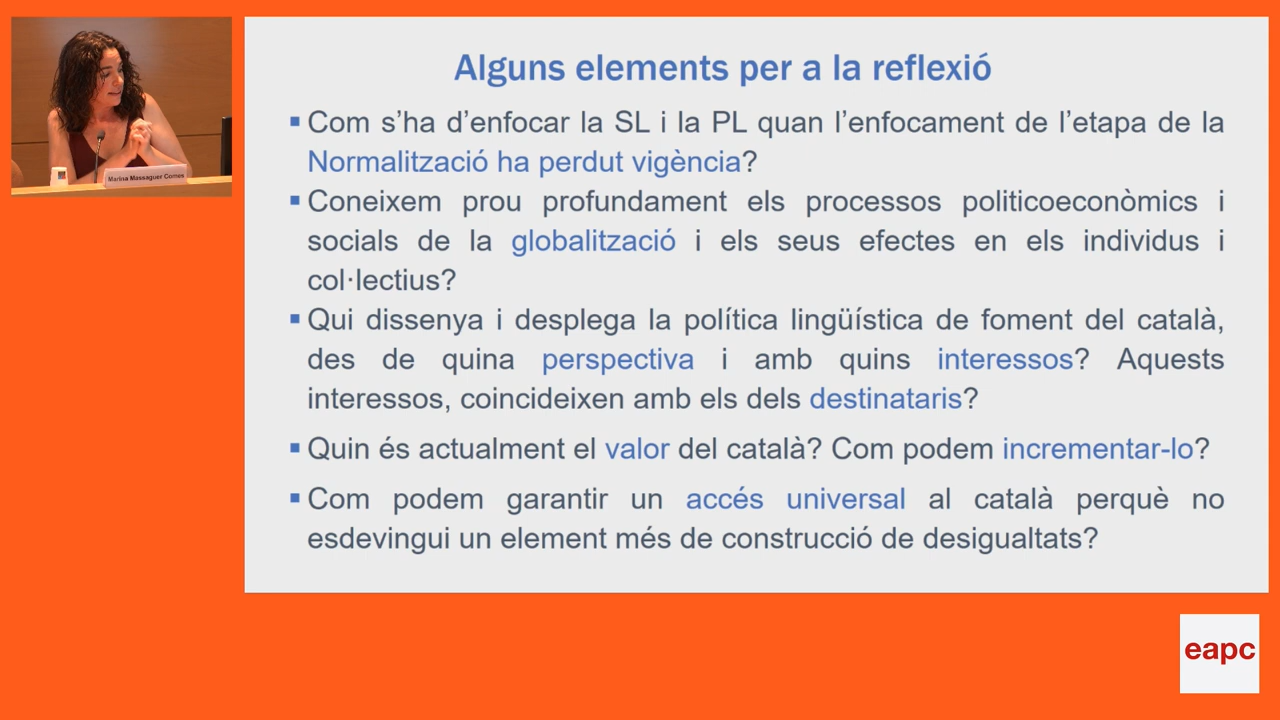 Marina Massaguer Comes
Alguns elements per a la reflexió
▪ Com s’ha d’enfocar la SL i la PL quan l’enfocament de l’etapa de la
Normalització ha perdut vigència?
▪ Coneixem prou profundament els processos politicoeconòmics i
socials de la globalització i els seus efectes en els individus i
col·lectius?
▪ Qui dissenya i desplega la política lingüística de foment del català,
des de quina perspectiva i amb quins interessos? Aquests
interessos, coincideixen amb els dels destinataris?
▪ Quin és actualment el valor del català? Com podem incrementar-lo?
▪ Com podem garantir un accés universal al català perquè no
esdevingui un element més de construcció de desigualtats?
eapc